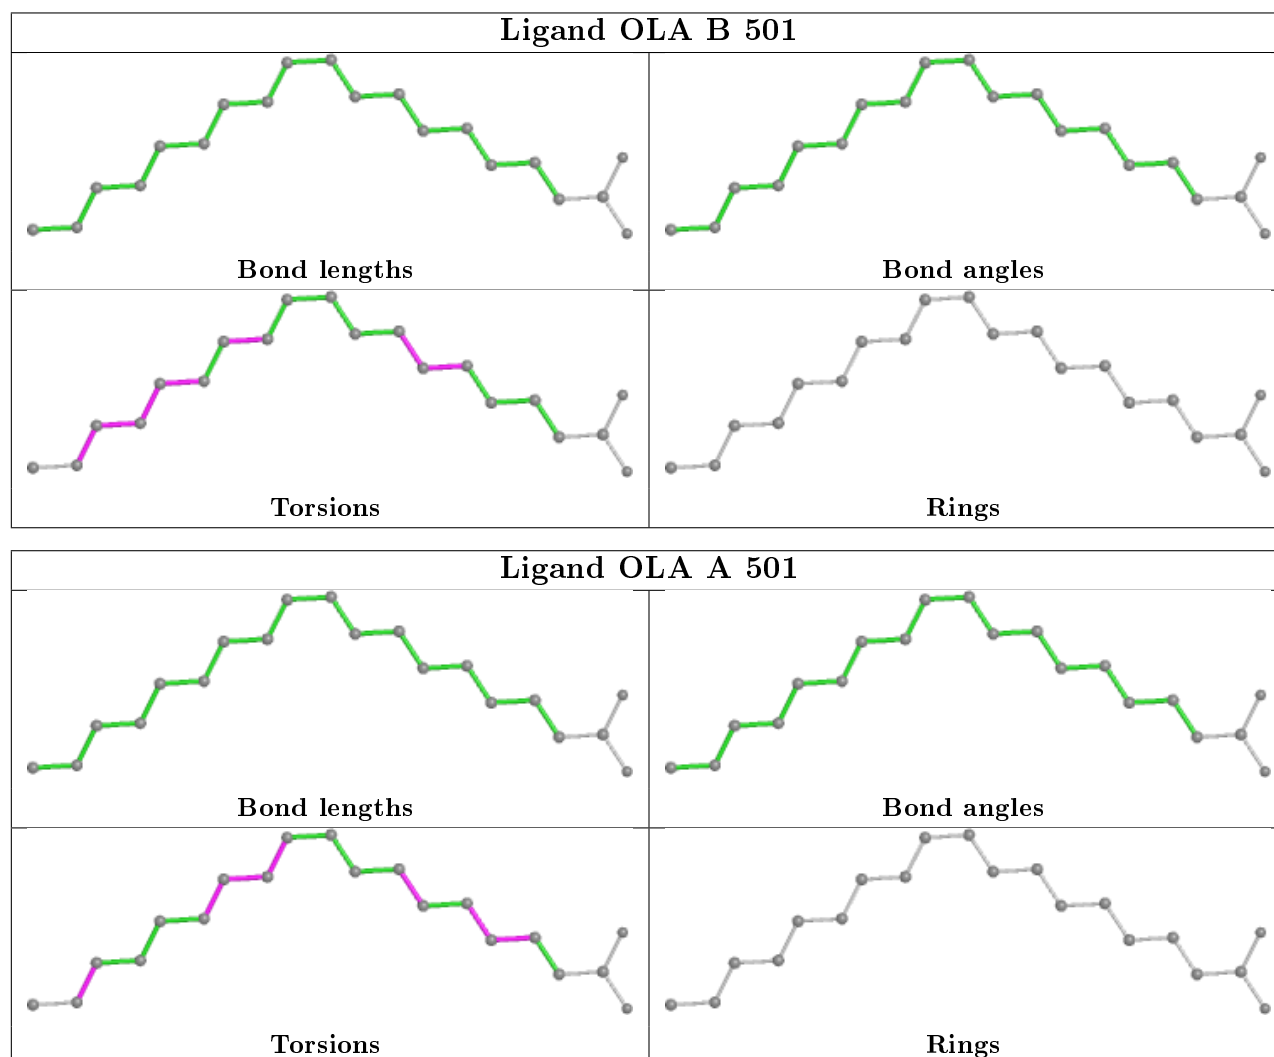 Ligand OLA B 501
Bond lengths
Bond angles
Torsions
Rings
Ligand OLA A 501
Bond lengths
Bond angles
Torsions
Rings